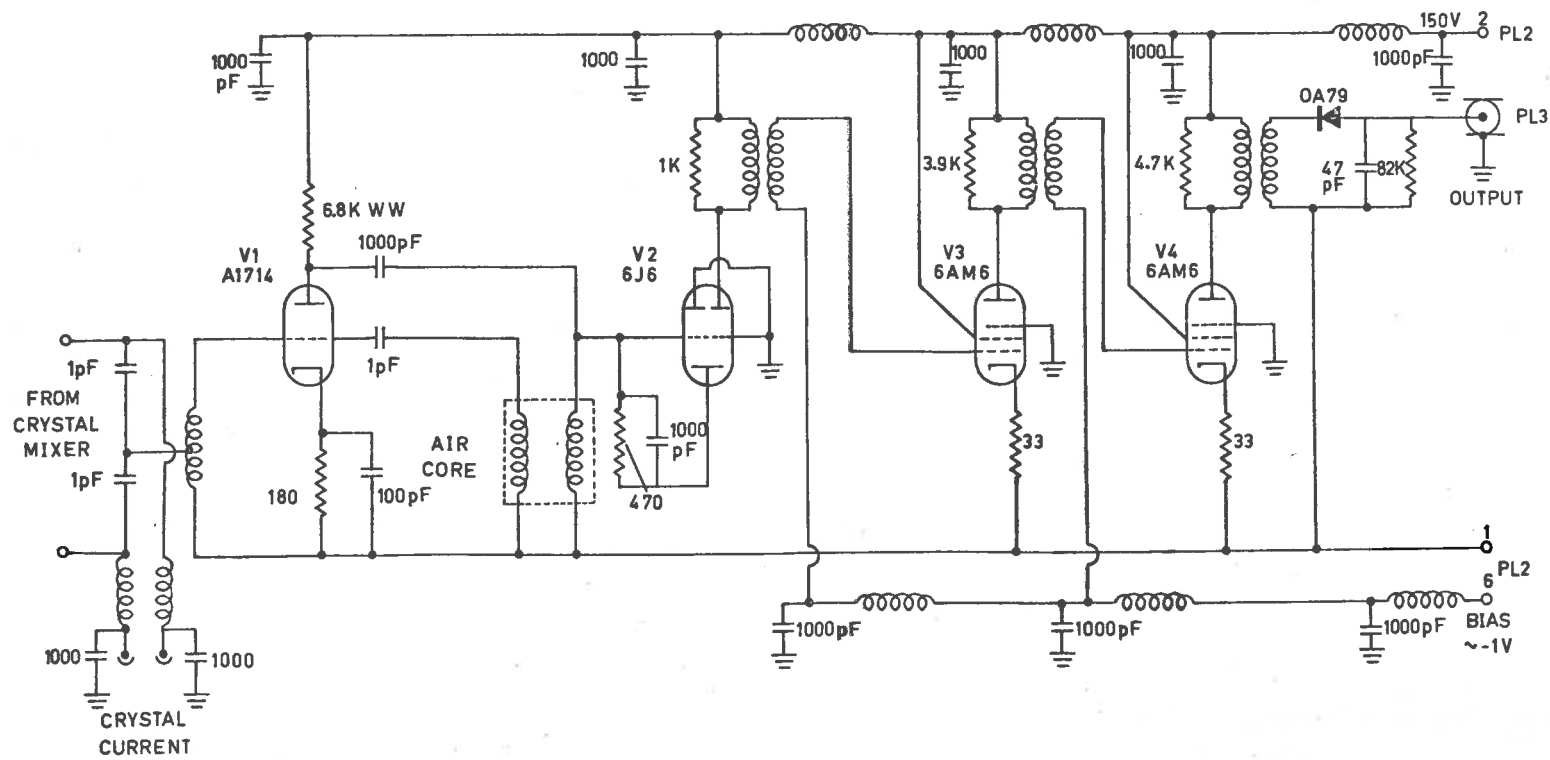 150V 2
PL2
1000
pF
1000
1000
1000
1000pF
OA79
PL3
1K
3.9K
4.7K
47
pF
82K
OUTPUT
6.8K WW
1000pF
V1
A1714
V2
6J6
V3
6AM6
V4
6AM6
1pF
1pF
FROM
CRYSTAL
MIXER
1pF
AIR
CORE
1000
pF
33
33
180
100pF
470
1
PL2
6
1000pF
1000pF
1000pF
BIAS
~-1V
1000
1000
CRYSTAL
CURRENT